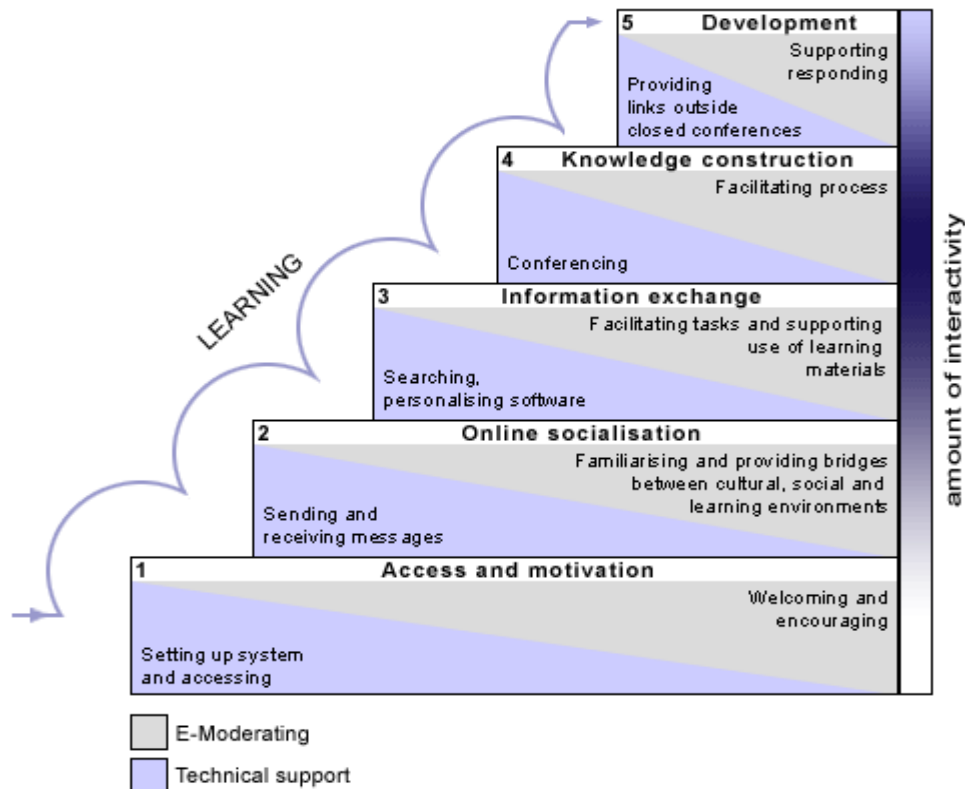 5 Development
Supporting
responding
Providing
links outside
closed conferences
4 Knowledge construction
Facilitating process
Conferencing
3 Information exchange
Facilitating tasks and supporting
use of learning
materials
Searching,
personalising software
2 Online socialisation
Familiarising and providing bridges
between cultural, social and
learning environments
Sending and
receiving messages
1 Access and motivation
Welcoming and
encouraging
Setting up system
and accessing
LEARNING
amount of interactivity
E-Moderating
Technical support